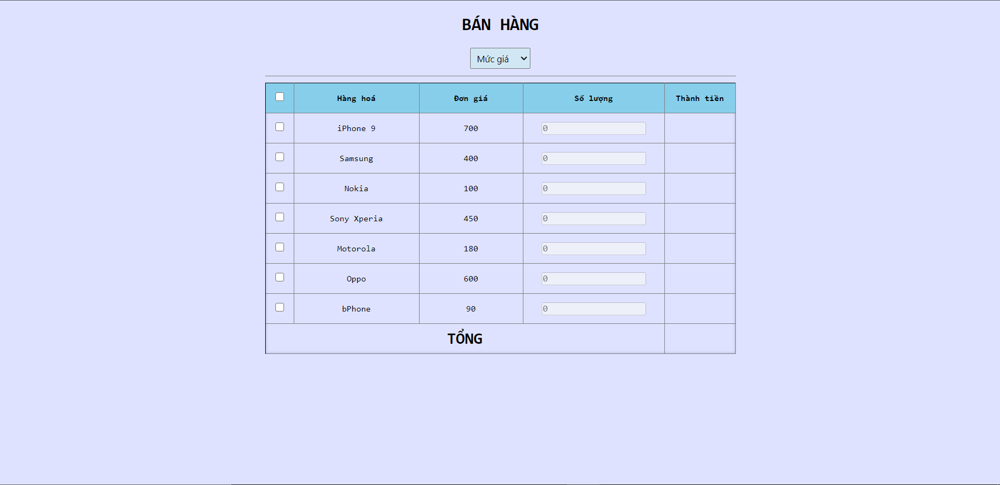 BÁN HÀNG
Mức giá
Hàng hoá Đơn giá Số lượng Thành tiền
iPhone 9 700 0
Samsung 400 0
Nokia 100 0
Sony Xperia 450 0
Motorola 180 0
Oppo 600 0
bPhone 90 0
TỔNG